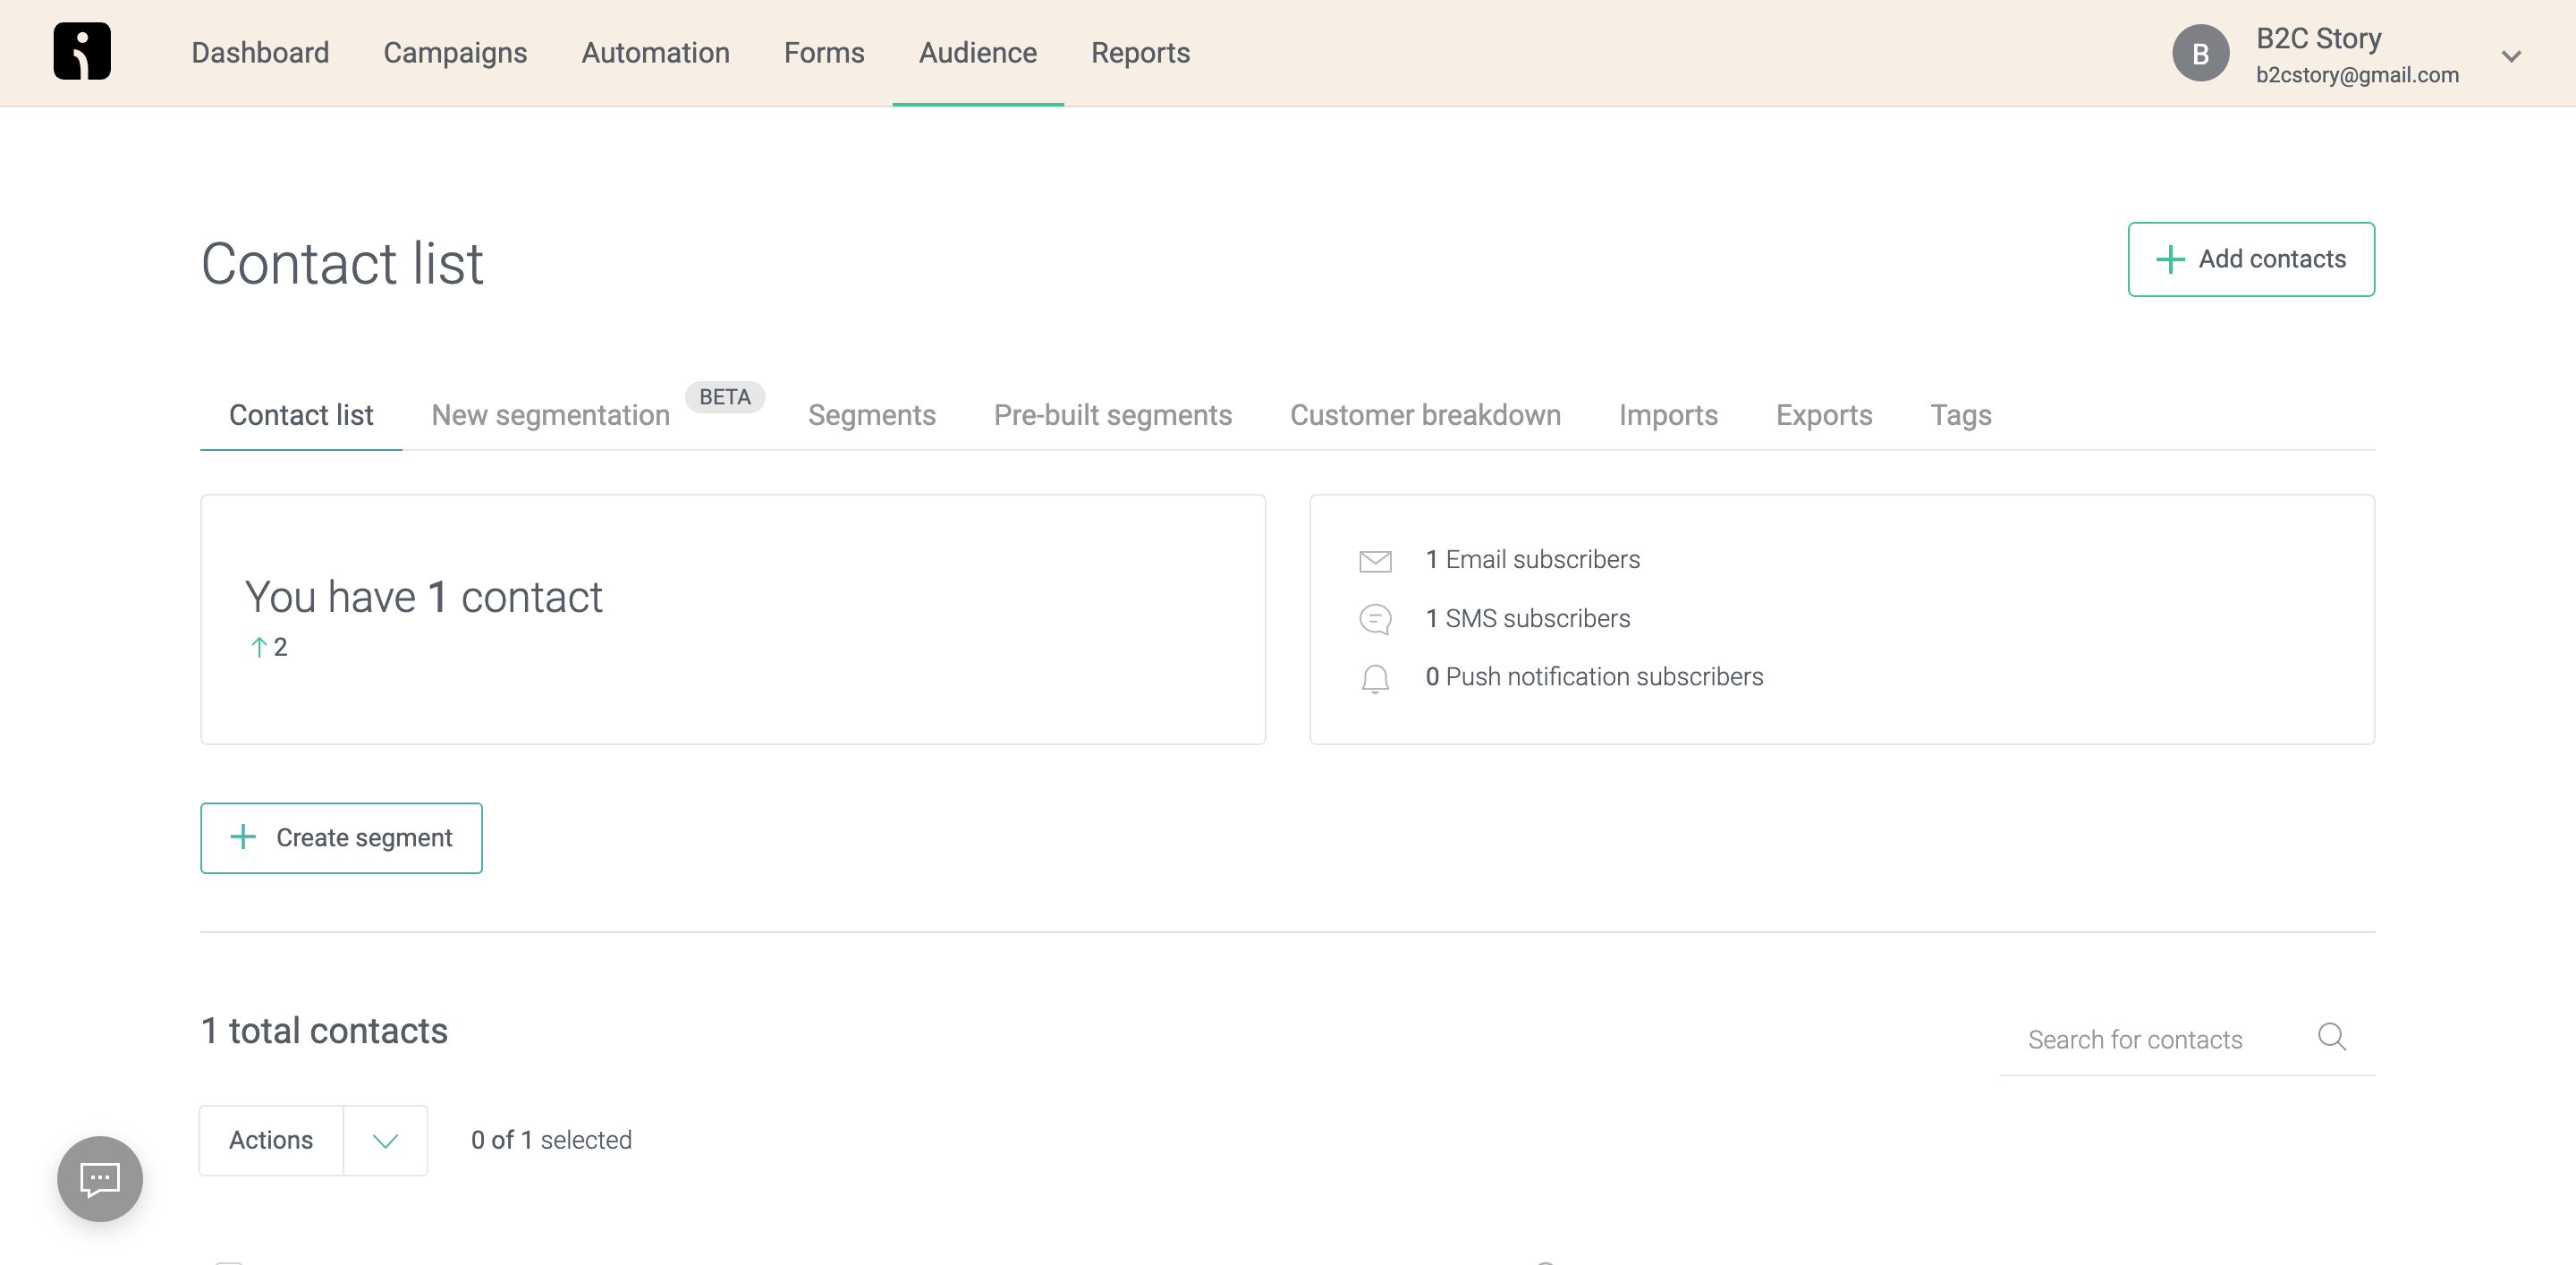 Dashboard Campaigns Automation Forms Audience Reports
B B2C Story
b2cstory@gmail.com
Contact list
Add contacts
Contact list New segmentation BETA Segments Pre-built segments Customer breakdown Imports Exports Tags
You have 1 contact
2
1 Email subscribers
1 SMS subscribers
0 Push notification subscribers
Create segment
1 total contacts
Search for contacts
Actions 0 of 1 selected